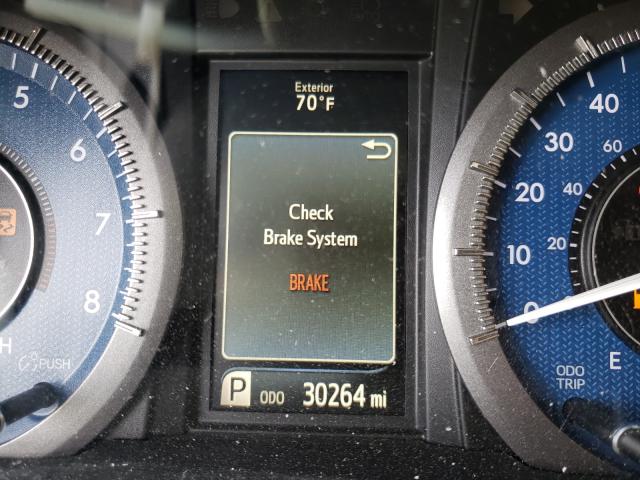 Exterior
70°F
Check
Brake System
BRAKE
P ODO 30264 mi
5
6
7
8
PUSH
40
30
20
10
0
60
40
20
ODO
TRIP
E